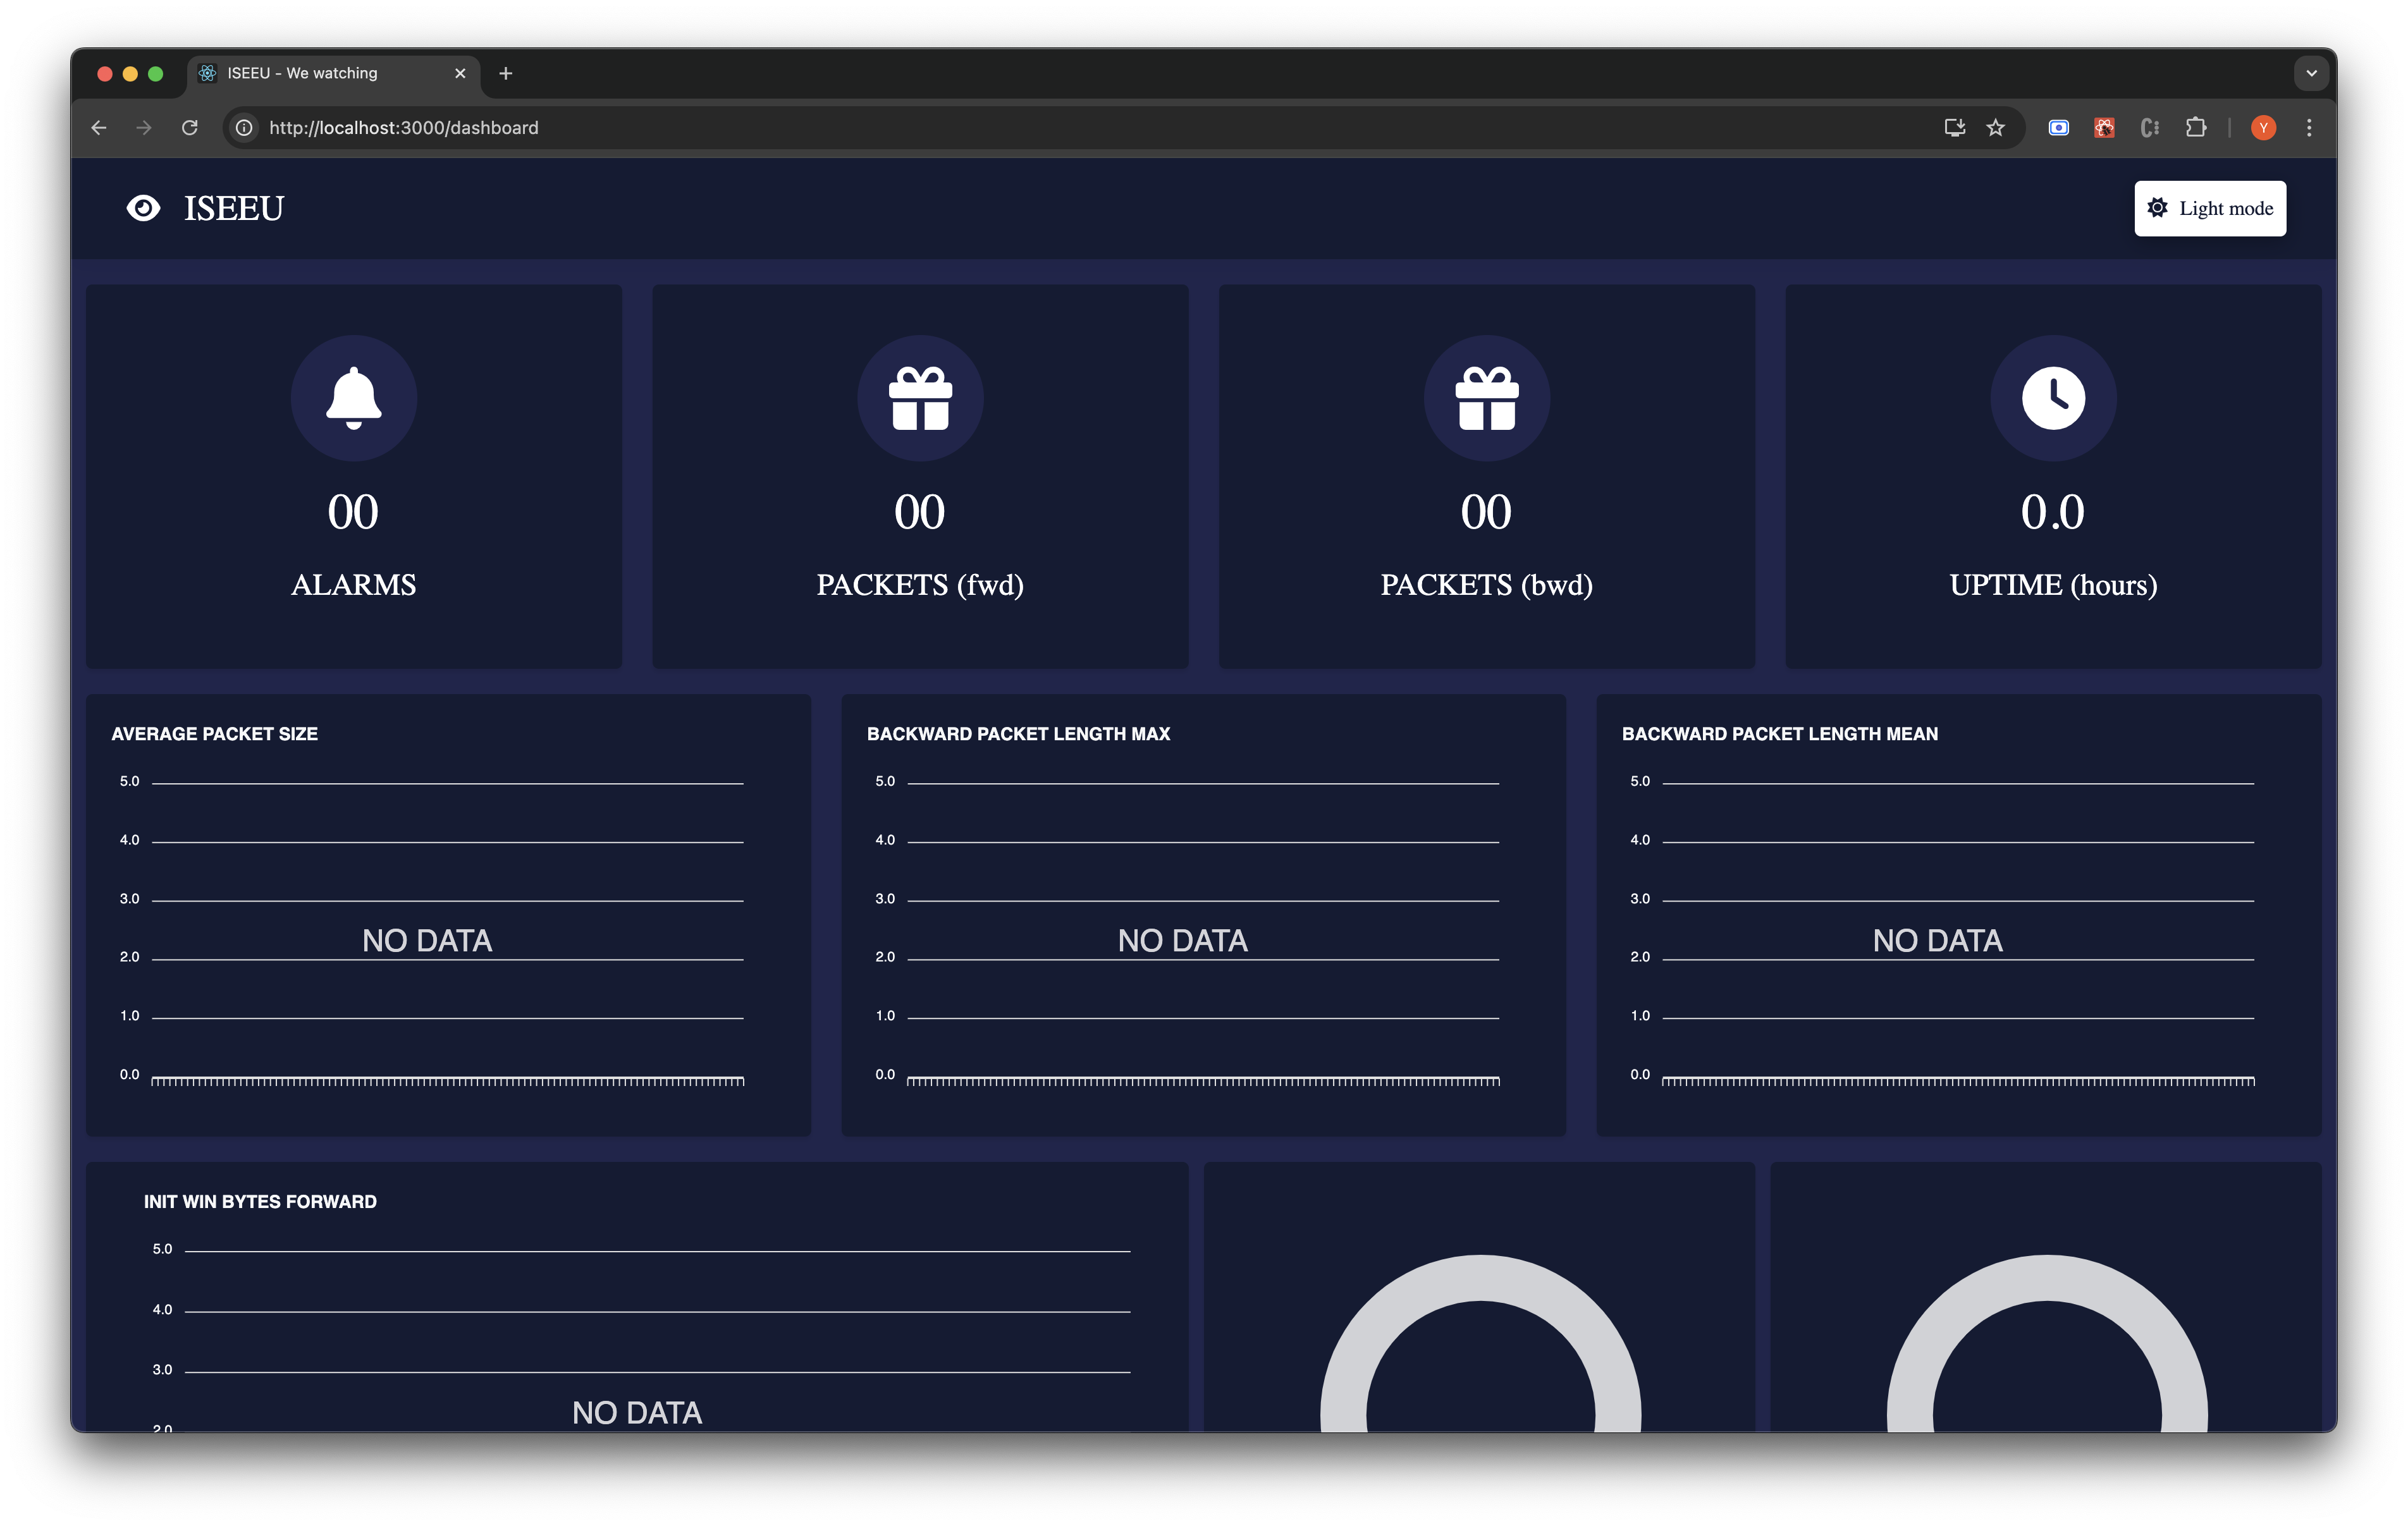 ISEEU - We watching
http://localhost:3000/dashboard
Y
ISEEU
Light mode
00
ALARMS
00
PACKETS (fwd)
00
PACKETS (bwd)
0.0
UPTIME (hours)
AVERAGE PACKET SIZE
5.0
4.0
3.0
NO DATA
2.0
1.0
0.0
BACKWARD PACKET LENGTH MAX
5.0
4.0
3.0
NO DATA
2.0
1.0
0.0
BACKWARD PACKET LENGTH MEAN
5.0
4.0
3.0
NO DATA
2.0
1.0
0.0
INIT WIN BYTES FORWARD
5.0
4.0
3.0
NO DATA
2.0